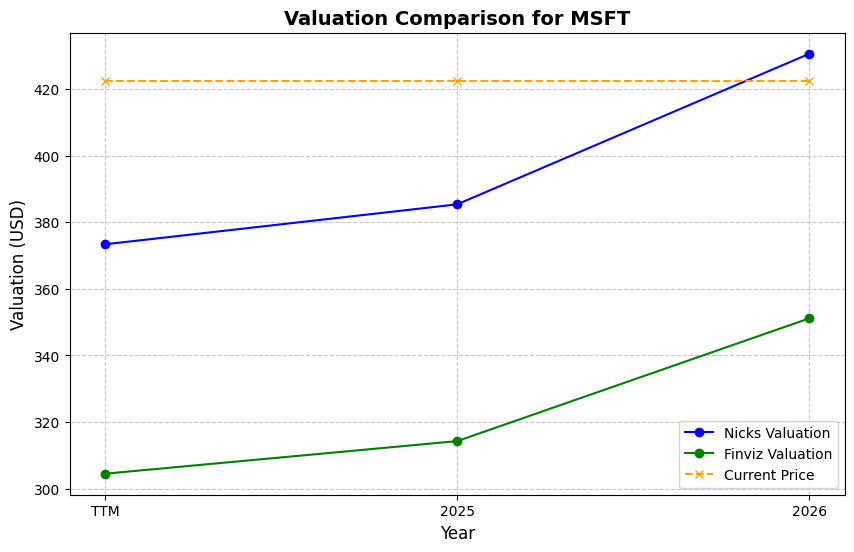 Valuation Comparison for MSFT
Valuation (USD)
420
400
380
360
340
320
300
TTM
2025
2026
Year
Nicks Valuation
Finviz Valuation
Current Price